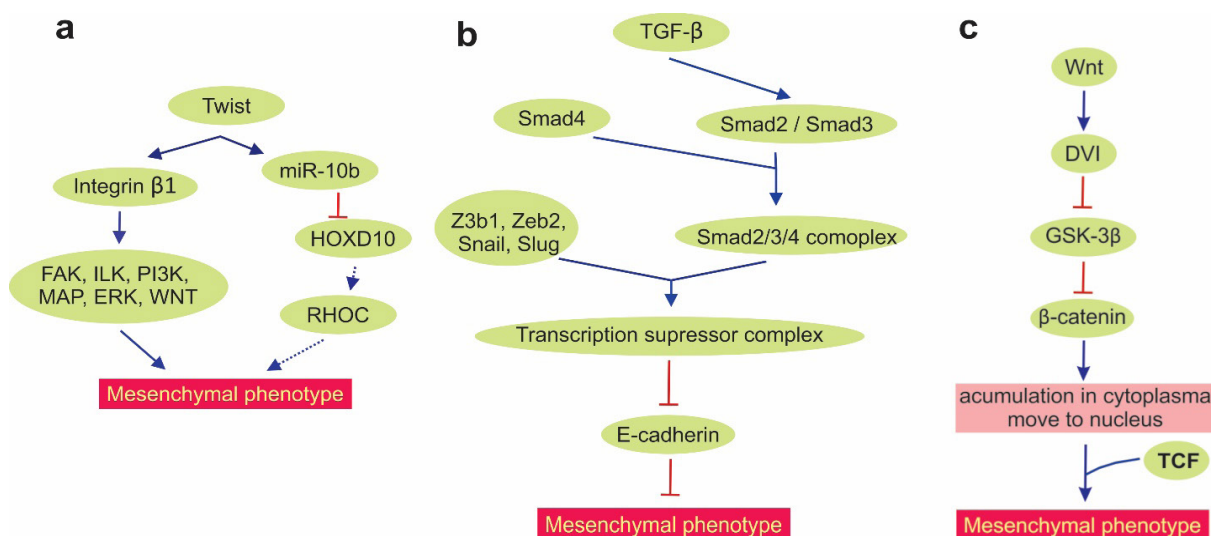 a
Twist
Integrin β1
miR-10b
HOXD10
FAK, ILK, PI3K,
MAP, ERK, WNT
RHOC
Mesenchymal phenotype
b
TGF-β
Smad4
Smad2 / Smad3
Z3b1, Zeb2,
Snail, Slug
Smad2/3/4 comoplex
Transcription supressor complex
E-cadherin
Mesenchymal phenotype
c
Wnt
DVI
GSK-3β
β-catenin
acumulation in cytoplasma
move to nucleus
TCF
Mesenchymal phenotype